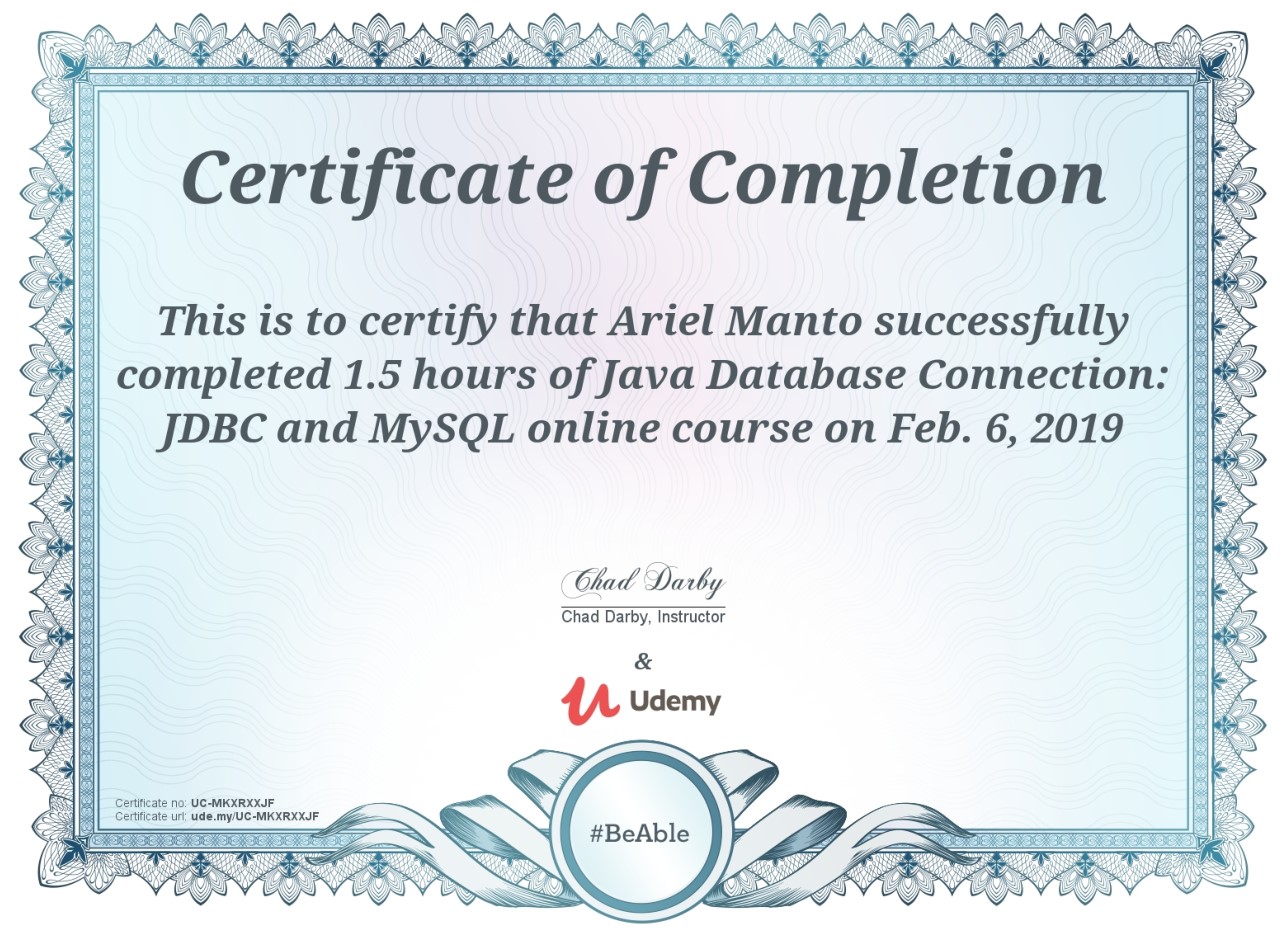 Certificate of Completion
This is to certify that Ariel Manto successfully
completed 1.5 hours of Java Database Connection:
JDBC and MySQL online course on Feb. 6, 2019
Chad Darby
Chad Darby, Instructor
&
Udemy
Certificate no: UC-MKXRXXJF
Certificate url: ude.my/UC-MKXRXXJF
#BeAble